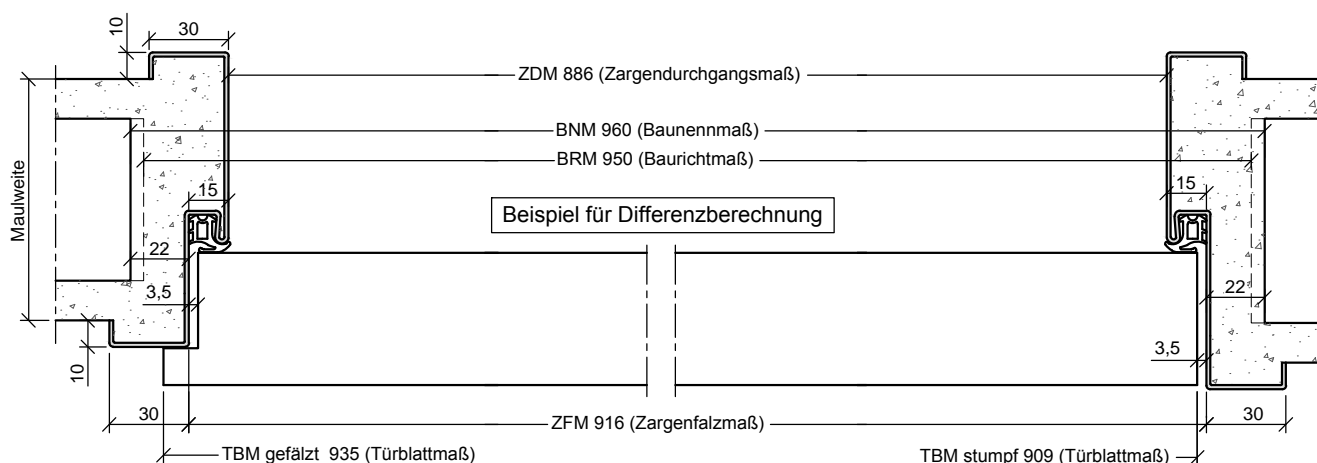 10
30
ZDM 886 (Zargendurchgangsmaß)
BNM 960 (Baunennmaß)
BRM 950 (Baurichtmaß)
Maulweite
15
15
Beispiel für Differenzberechnung
22
22
3,5
3,5
10
30
ZFM 916 (Zargenfalzmaß)
30
TBM gefälzt 935 (Türblattmaß)
TBM stumpf 909 (Türblattmaß)